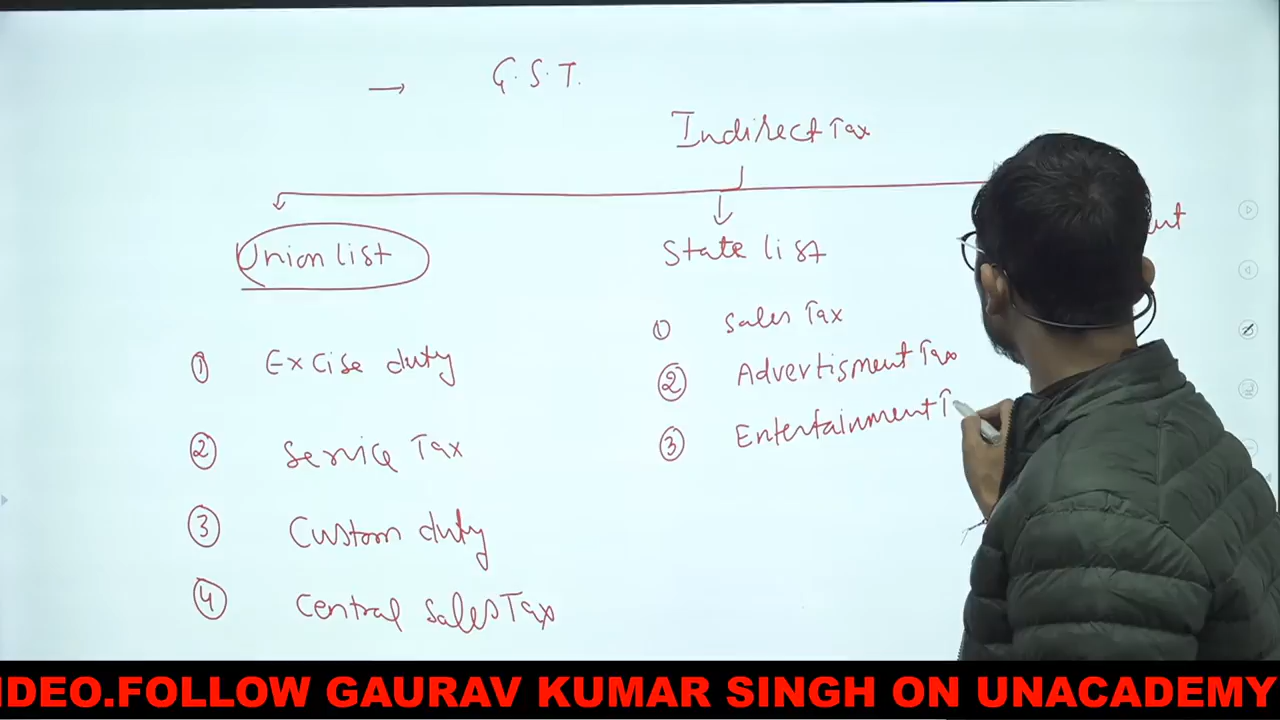 → G.S.T.
Indirect Tax
Union list
State list
① Excise duty
② Service Tax
③ Custom duty
④ Central Sales Tax
① Sales Tax
② Advertisment Tax
③ Entertainment T
IDEO.FOLLOW GAURAV KUMAR SINGH ON UNACADEMY